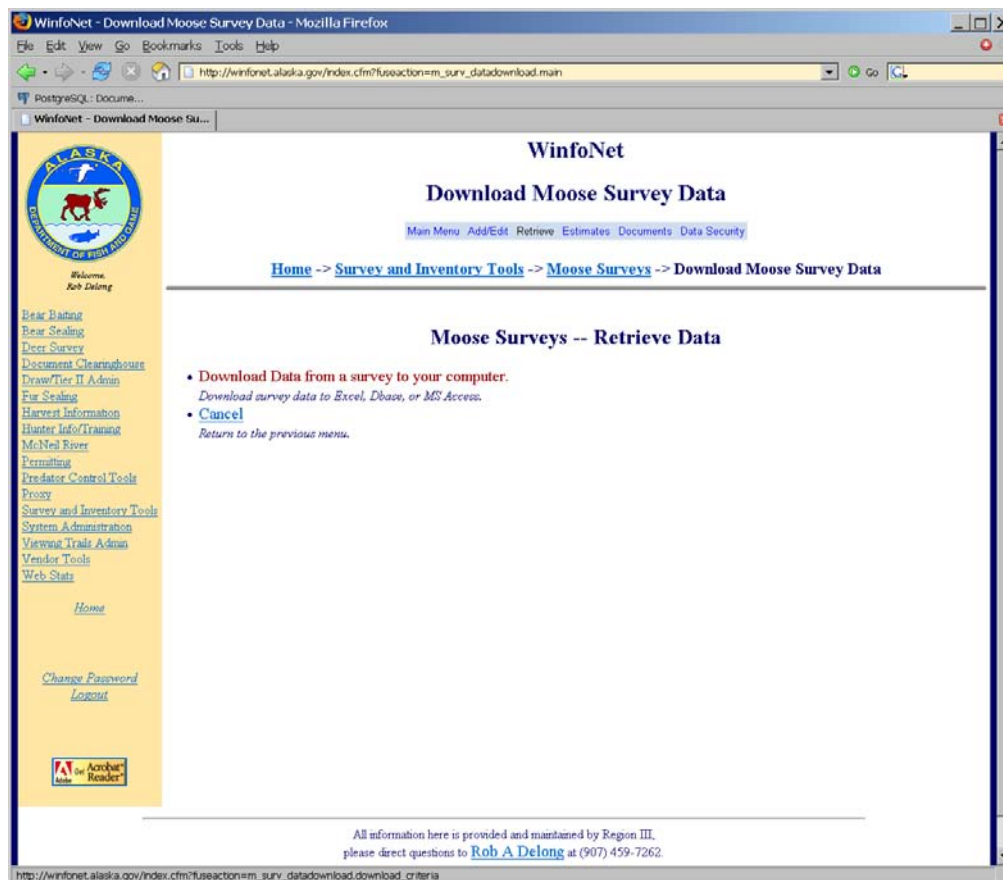 WinfoNet - Download Moose Survey Data - Mozilla Firefox
File Edit View Go Bookmarks Tools Help
http://winfonet.alaska.gov/index.cfm?fuseaction=m_surv_datadownload.main
Go
PostgreSQL: Docume...
WinfoNet - Download Moose Su...
ALASKA
DEPARTMENT OF FISH AND GAME
Welcome,
Rob Delong
Bear Baiting
Bear Sealing
Deer Survey
Document Clearinghouse
Draw/Tier II Admin
Fur Sealing
Harvest Information
Hunter Info/Training
McNeil River
Permitting
Predator Control Tools
Proxy
Survey and Inventory Tools
System Administration
Viewing Trails Admin
Vendor Tools
Web Stats
Home
Change Password
Logout
Adobe Get Acrobat Reader
WinfoNet
Download Moose Survey Data
Main Menu Add/Edit Retrieve Estimates Documents Data Security
Home -> Survey and Inventory Tools -> Moose Surveys -> Download Moose Survey Data
Moose Surveys -- Retrieve Data
• Download Data from a survey to your computer.
Download survey data to Excel, Dbase, or MS Access.
• Cancel
Return to the previous menu.
All information here is provided and maintained by Region III,
please direct questions to Rob A Delong at (907) 459-7262.
http://winfonet.alaska.gov/index.cfm?fuseaction=m_surv_datadownload.download_criteria